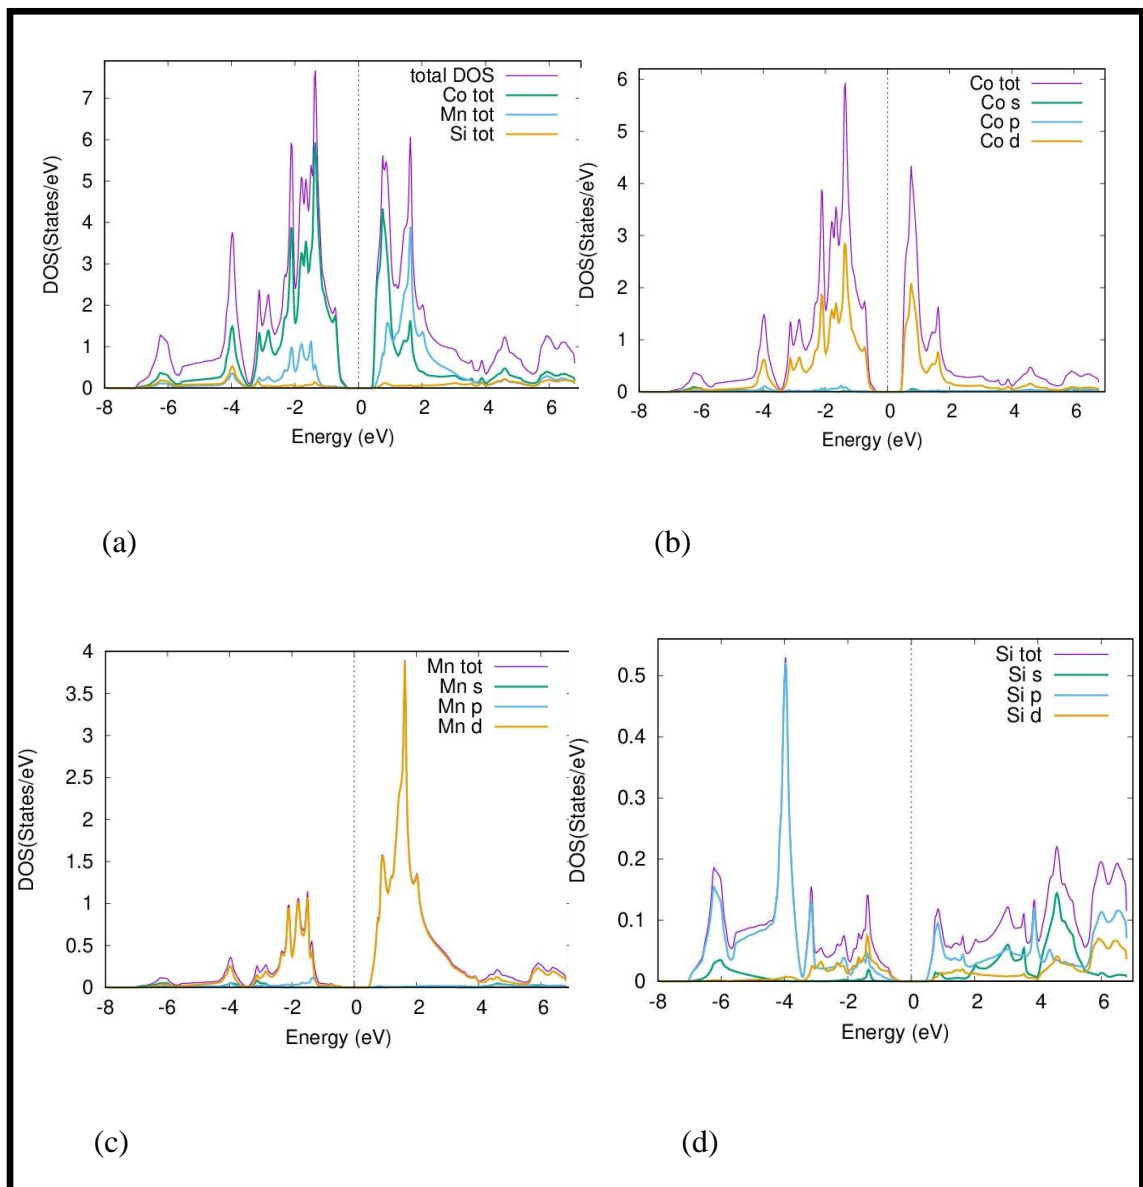 total DOS
Co tot
Mn tot
Si tot
7
6
5
4
3
2
1
0
DOS(States/eV)
-8 -6 -4 -2 0 2 4 6
Energy (eV)
(a)
Co tot
Co s
Co p
Co d
6
5
4
3
2
1
0
DOS(States/eV)
-8 -6 -4 -2 0 2 4 6
Energy (eV)
(b)
Mn tot
Mn s
Mn p
Mn d
4
3.5
3
2.5
2
1.5
1
0.5
0
DOS(States/eV)
-8 -6 -4 -2 0 2 4 6
Energy (eV)
(c)
Si tot
Si s
Si p
Si d
0.5
0.4
0.3
0.2
0.1
0
DOS(States/eV)
-8 -6 -4 -2 0 2 4 6
Energy (eV)
(d)